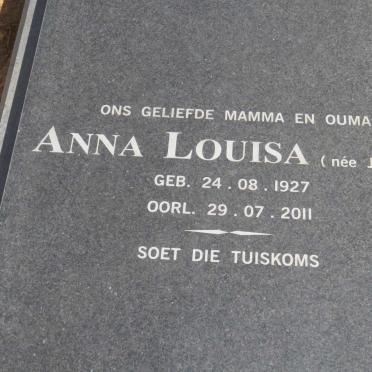 ONS GELIEFDE MAMMA EN OUMA
ANNA LOUISA (née
GEB. 24.08.1927
OORL. 29.07.2011
SOET DIE TUISKOMS